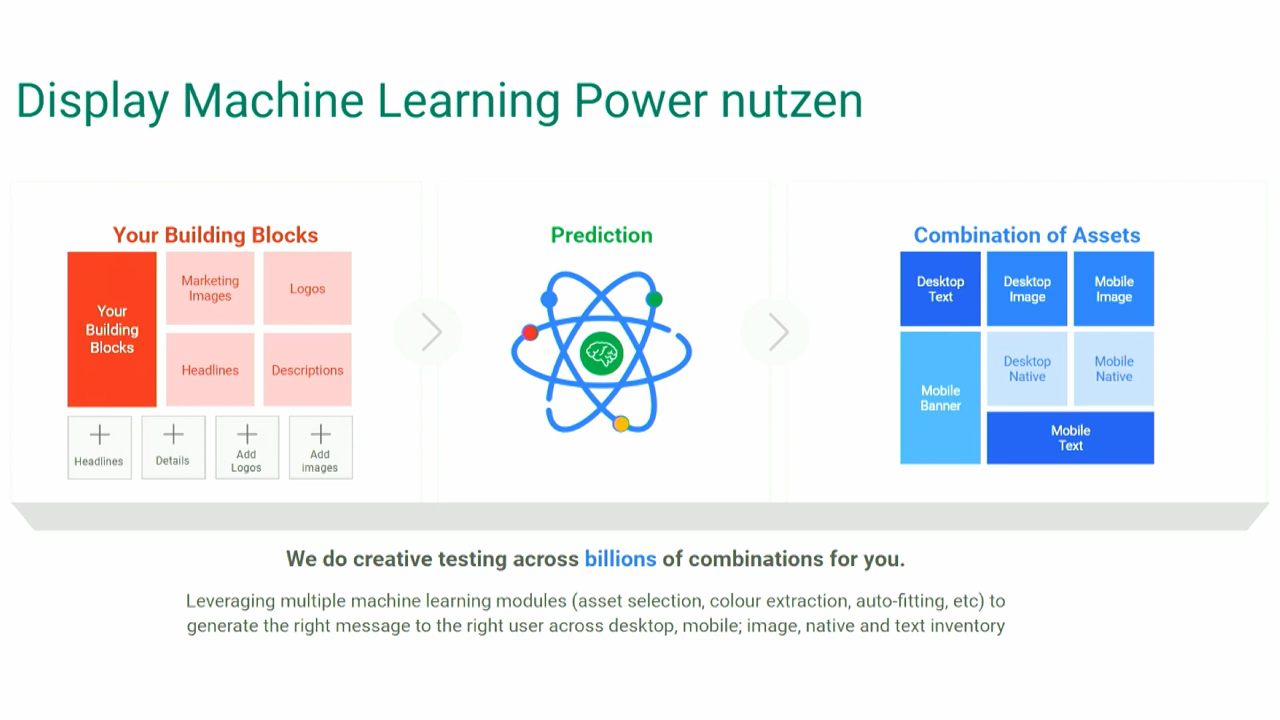 Display Machine Learning Power nutzen
Your Building Blocks
Your
Building
Blocks
Marketing
Images
Logos
Headlines
Descriptions
Headlines
Details
Add
Logos
Add
images
Prediction
Combination of Assets
Desktop
Text
Desktop
Image
Mobile
Image
Mobile
Banner
Desktop
Native
Mobile
Native
Mobile
Text
We do creative testing across billions of combinations for you.
Leveraging multiple machine learning modules (asset selection, colour extraction, auto-fitting, etc) to
generate the right message to the right user across desktop, mobile; image, native and text inventory